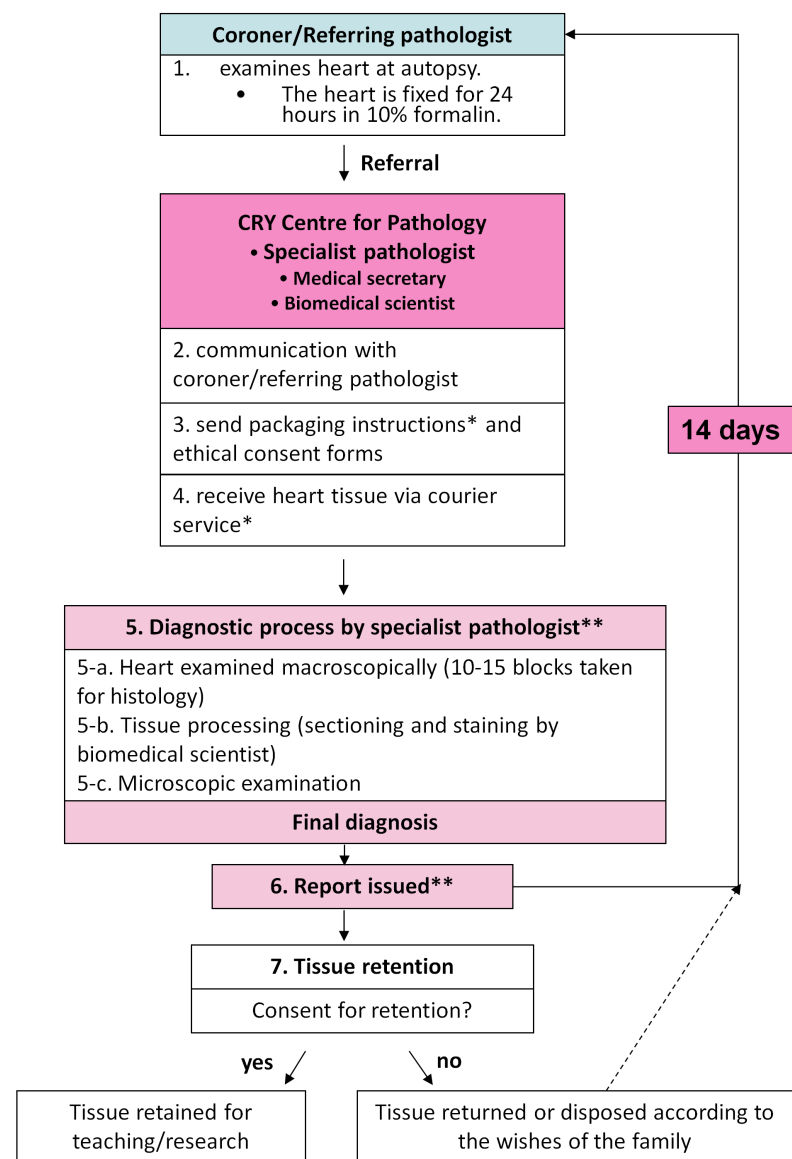 Coroner/Referring pathologist
1. examines heart at autopsy.
• The heart is fixed for 24
hours in 10% formalin.
Referral
CRY Centre for Pathology
• Specialist pathologist
• Medical secretary
• Biomedical scientist
2. communication with
coroner/referring pathologist
3. send packaging instructions* and
ethical consent forms
4. receive heart tissue via courier
service*
14 days
5. Diagnostic process by specialist pathologist**
5-a. Heart examined macroscopically (10-15 blocks taken
for histology)
5-b. Tissue processing (sectioning and staining by
biomedical scientist)
5-c. Microscopic examination
Final diagnosis
6. Report issued**
7. Tissue retention
Consent for retention?
yes
no
Tissue retained for
teaching/research
Tissue returned or disposed according to
the wishes of the family